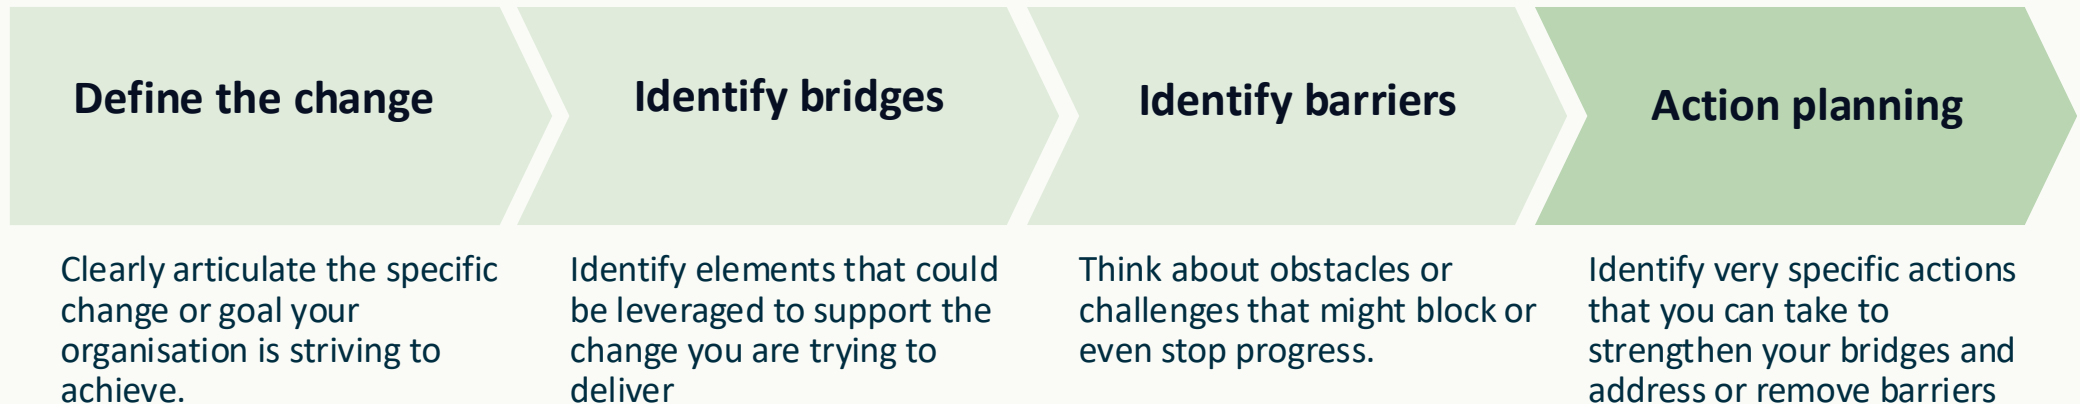 Define the change
Identify bridges
Identify barriers
Action planning
Clearly articulate the specific
change or goal your
organisation is striving to
achieve.
Identify elements that could
be leveraged to support the
change you are trying to
deliver
Think about obstacles or
challenges that might block or
even stop progress.
Identify very specific actions
that you can take to
strengthen your bridges and
address or remove barriers